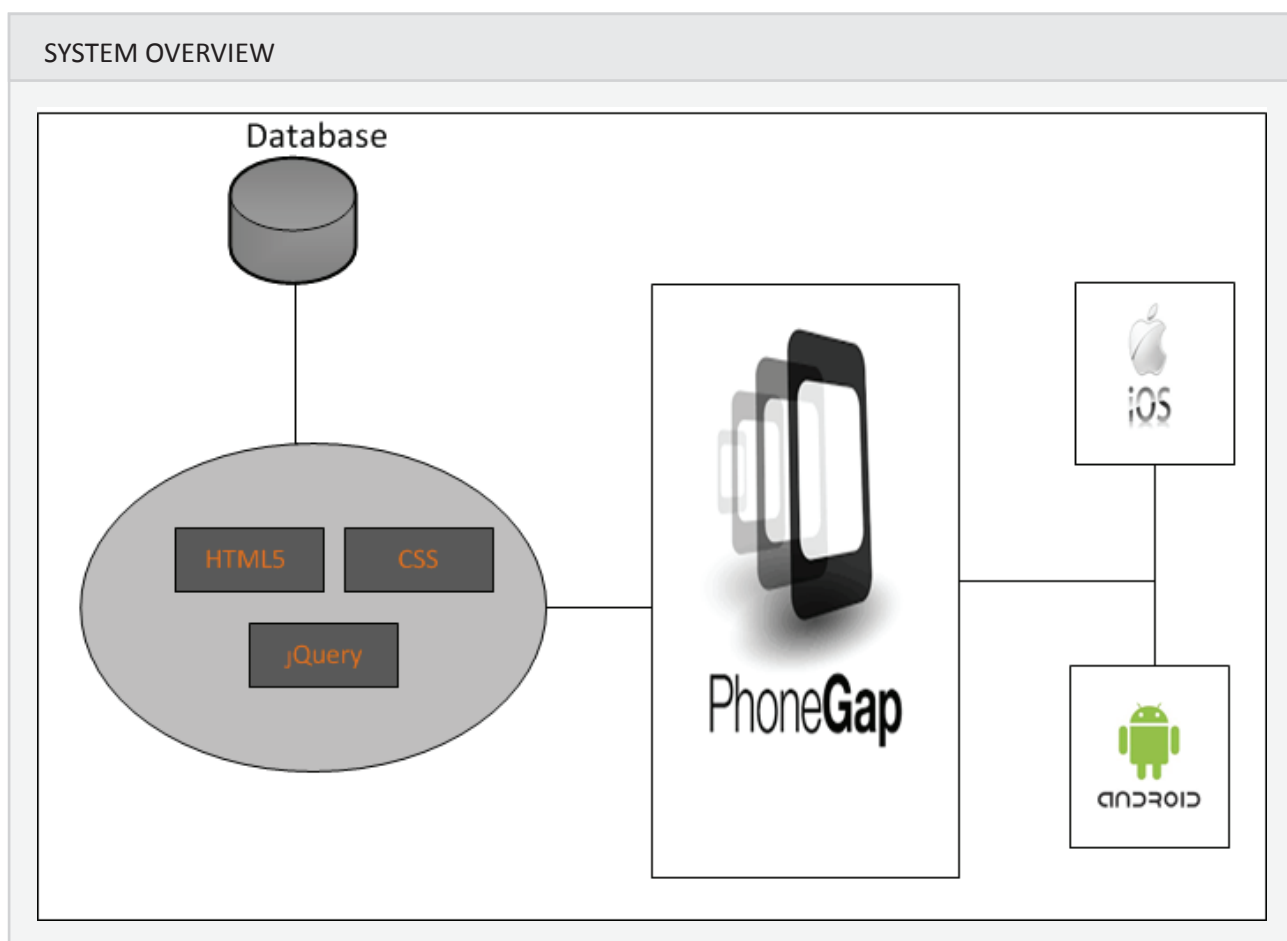 SYSTEM OVERVIEW
Database
HTML5
CSS
jQuery
PhoneGap
iOS
android